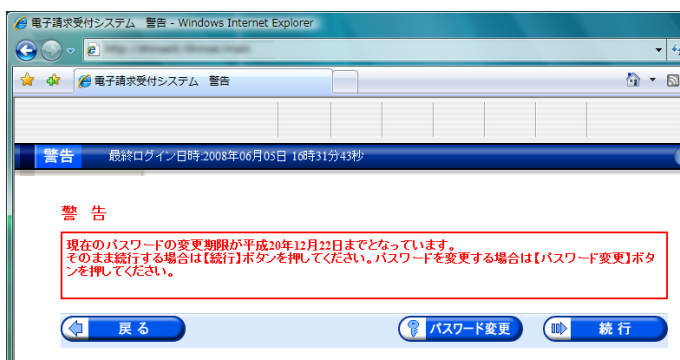 電子請求受付システム　警告 - Windows Internet Explorer
電子請求受付システム　警告
警告
最終ログイン日時:2008年06月05日 16時31分43秒
警 告
現在のパスワードの変更期限が平成20年12月22日までとなっています。
そのまま続行する場合は【続行】ボタンを押してください。パスワードを変更する場合は【パスワード変更】ボタ
ンを押してください。
戻る
パスワード変更
続行